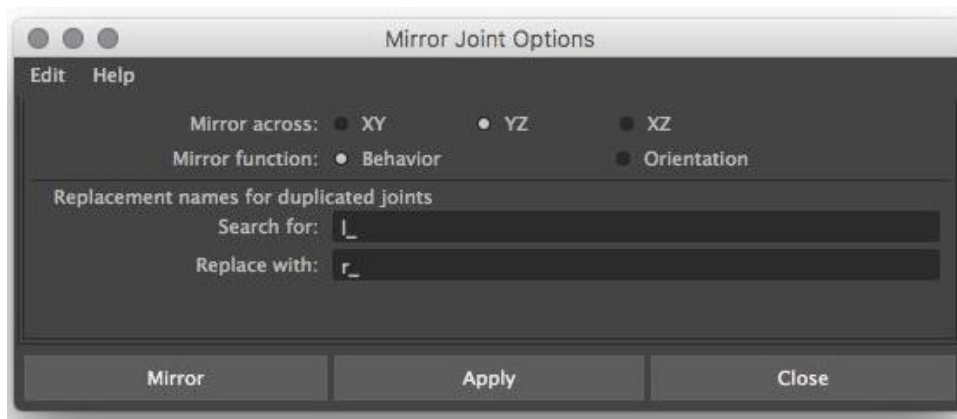 Mirror Joint Options
Edit Help
Mirror across: XY YZ XZ
Mirror function: Behavior Orientation
Replacement names for duplicated joints
Search for: l_
Replace with: r_
Mirror Apply Close